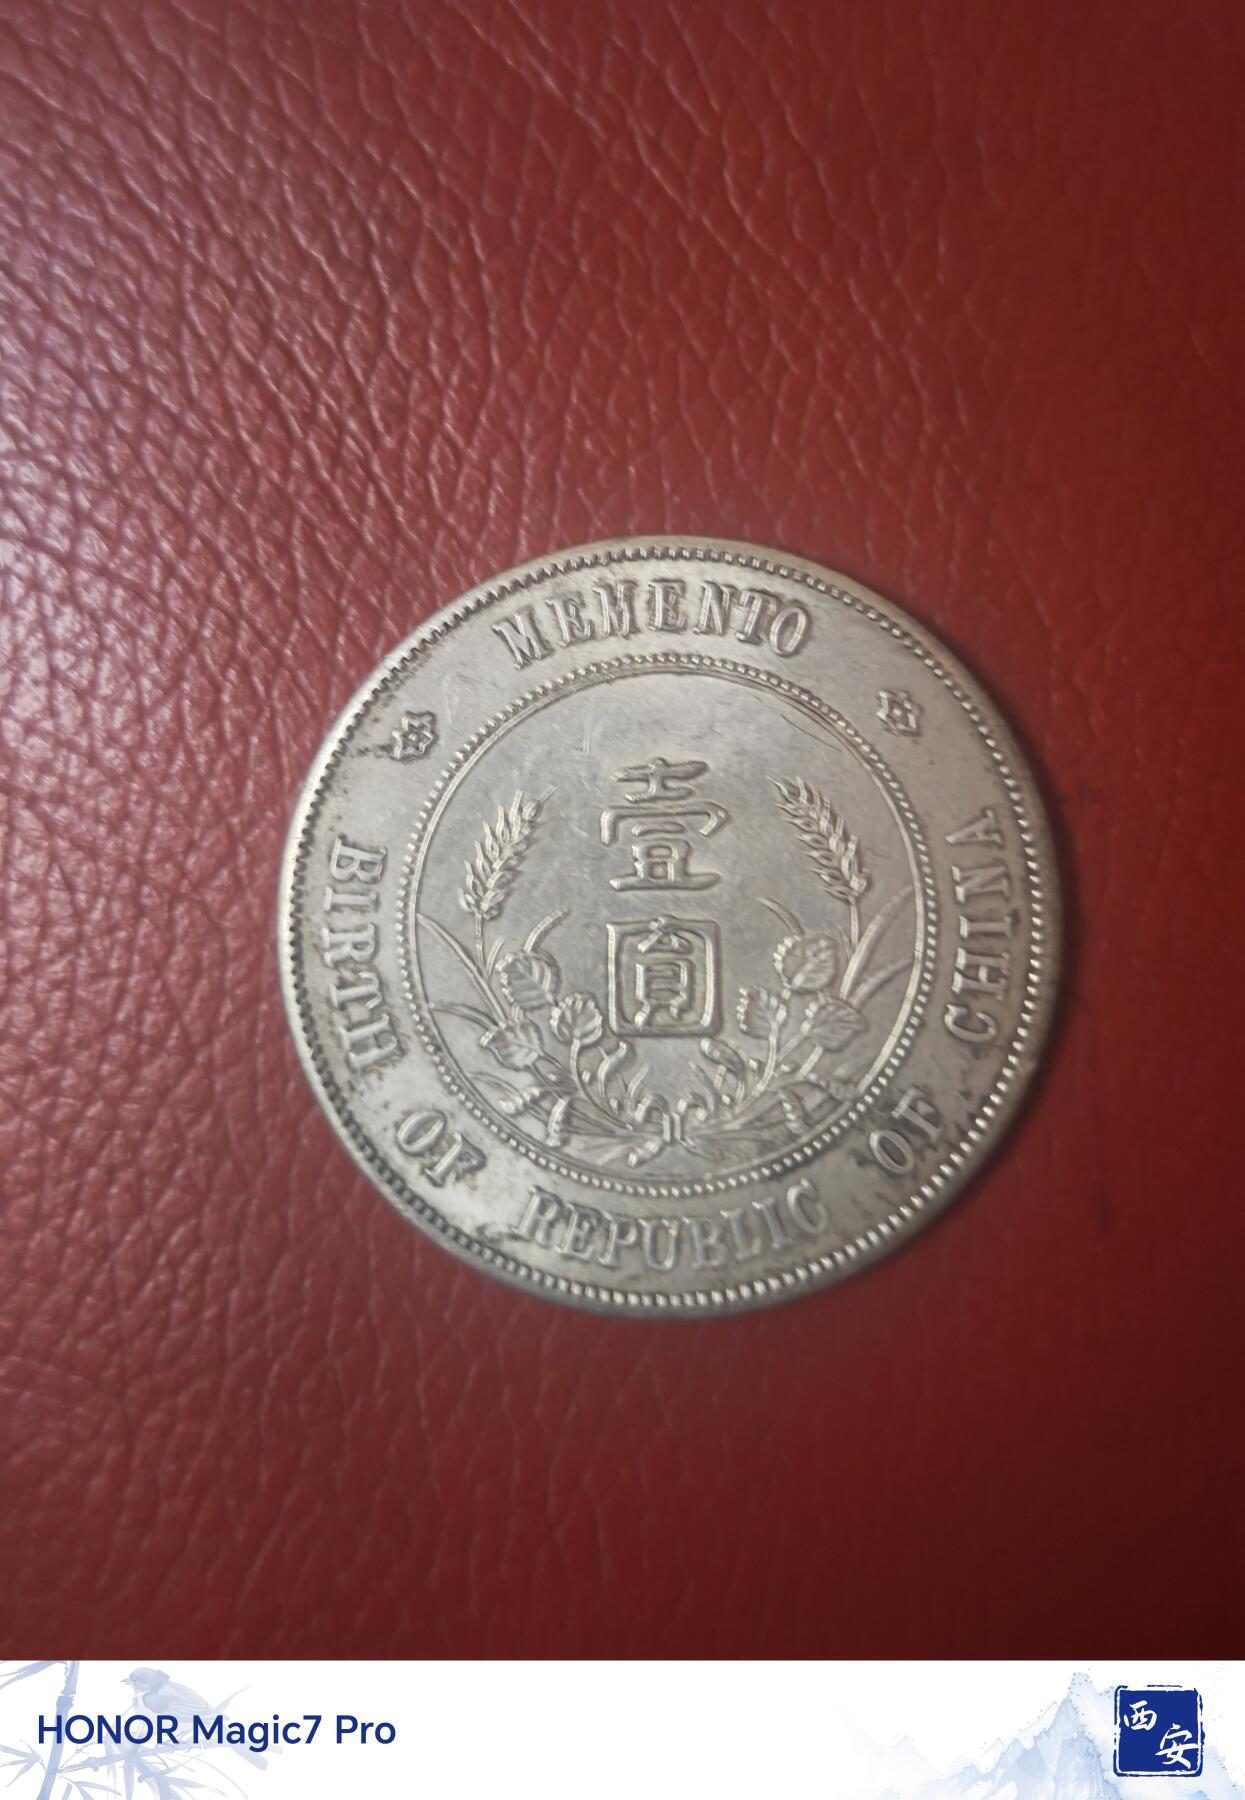 MEMENTO
壹
圓
BIRTH OF REPUBLIC OF CHINA
HONOR Magic7 Pro
西安